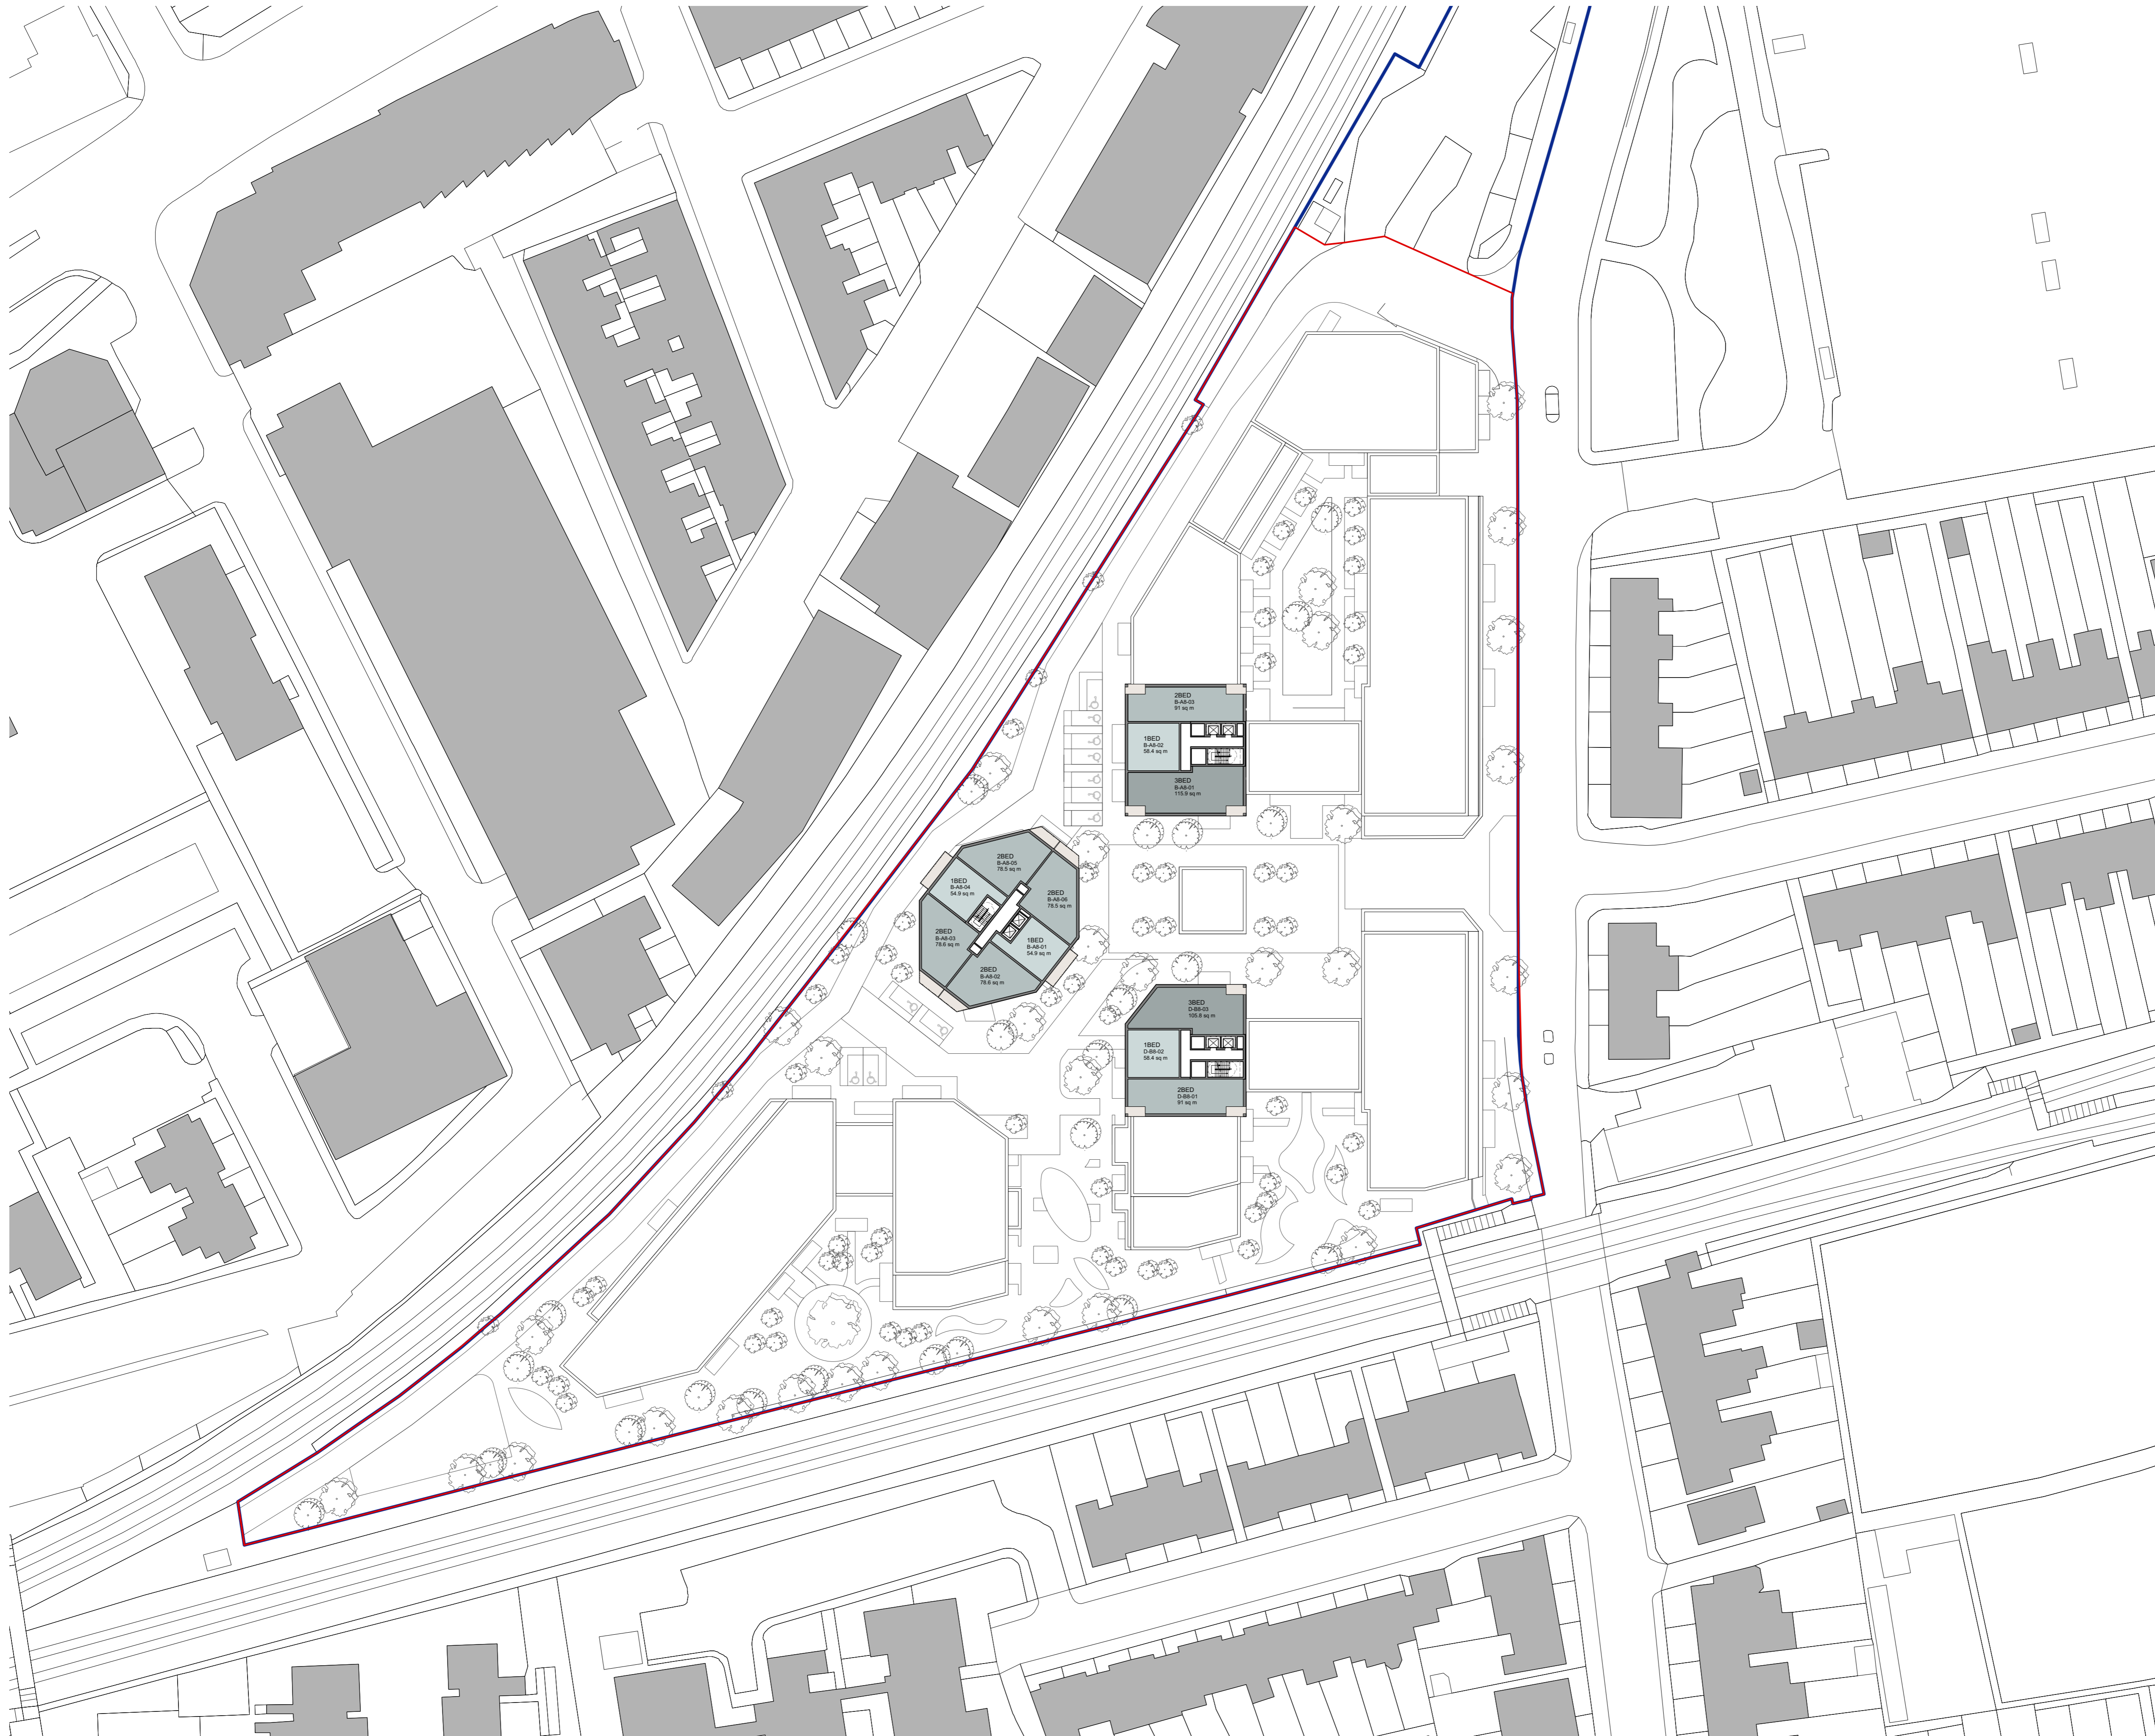 2BED
B-A8-03
91 sq m
1BED
B-A8-02
58.4 sq m
3BED
B-A8-01
115.9 sq m
2BED
B-A8-05
78.5 sq m
1BED
B-A8-04
54.9 sq m
2BED
B-A8-06
78.5 sq m
2BED
B-A8-03
78.6 sq m
1BED
B-A8-01
54.9 sq m
2BED
B-A8-02
78.6 sq m
3BED
D-B8-03
105.8 sq m
1BED
D-B8-02
58.4 sq m
2BED
D-B8-01
91 sq m